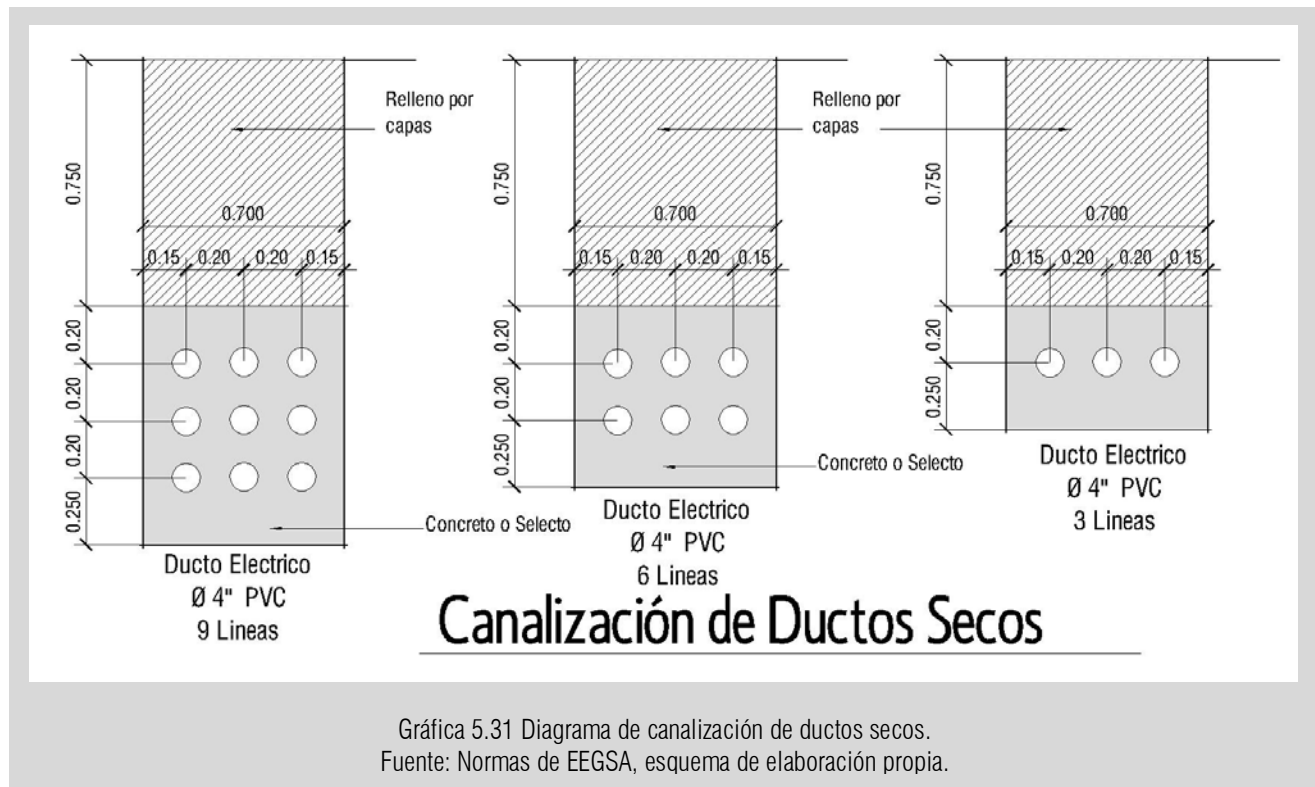 Relleno por
capas
0.750
0.700
0.15 0.20 0.20 0.15
0.20
0.20
0.20
0.250
Concreto o Selecto
Ducto Electrico
Ø 4" PVC
9 Lineas
Relleno por
capas
0.750
0.700
0.15 0.20 0.20 0.15
0.20
0.20
0.250
Concreto o Selecto
Ducto Electrico
Ø 4" PVC
6 Lineas
0.750
0.700
0.15 0.20 0.20 0.15
0.20
0.250
Ducto Electrico
Ø 4" PVC
3 Lineas
Canalización de Ductos Secos
Gráfica 5.31 Diagrama de canalización de ductos secos.
Fuente: Normas de EEGSA, esquema de elaboración propia.